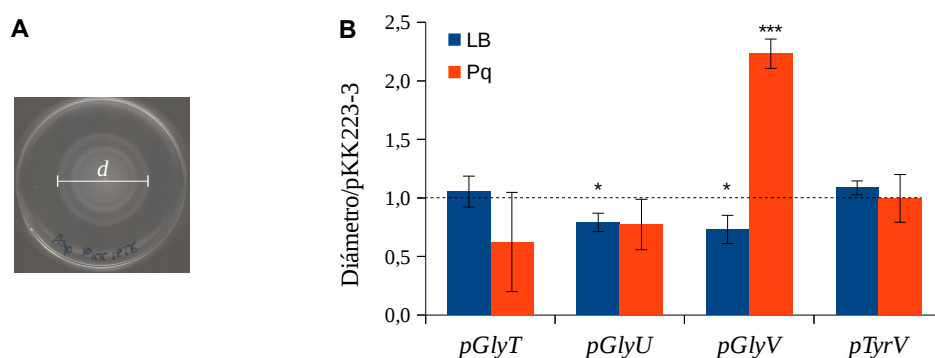 A
d
B
Diámetro/pKK223-3
2,5
2,0
1,5
1,0
0,5
0,0
LB
Pq
*
*
***
pGlyT
pGlyU
pGlyV
pTyrV